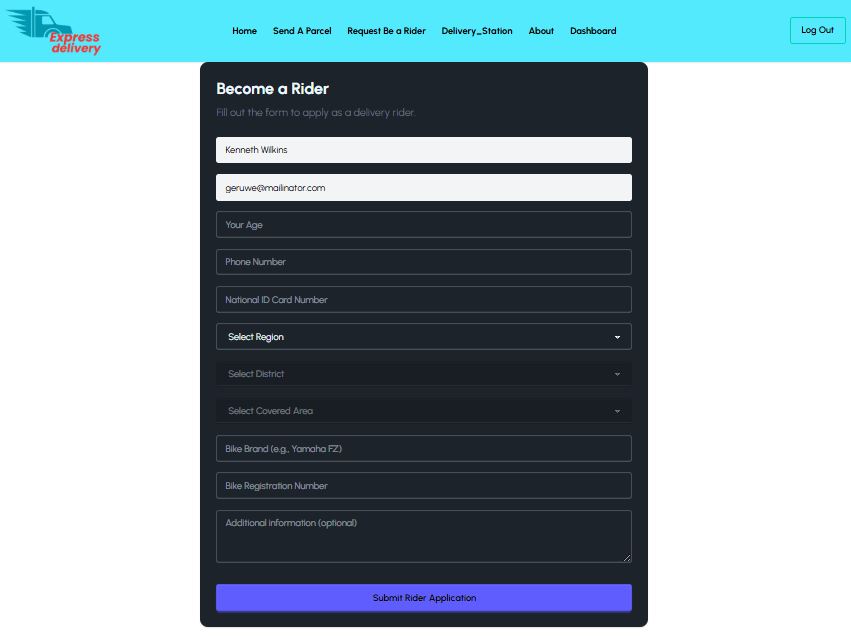 Express
delivery
Home Send A Parcel Request Be a Rider Delivery_Station About Dashboard Log Out
Become a Rider
Fill out the form to apply as a delivery rider.
Kenneth Wilkins
geruwe@mailinator.com
Your Age
Phone Number
National ID Card Number
Select Region
Select District
Select Covered Area
Bike Brand (e.g., Yamaha FZ)
Bike Registration Number
Additional information (optional)
Submit Rider Application